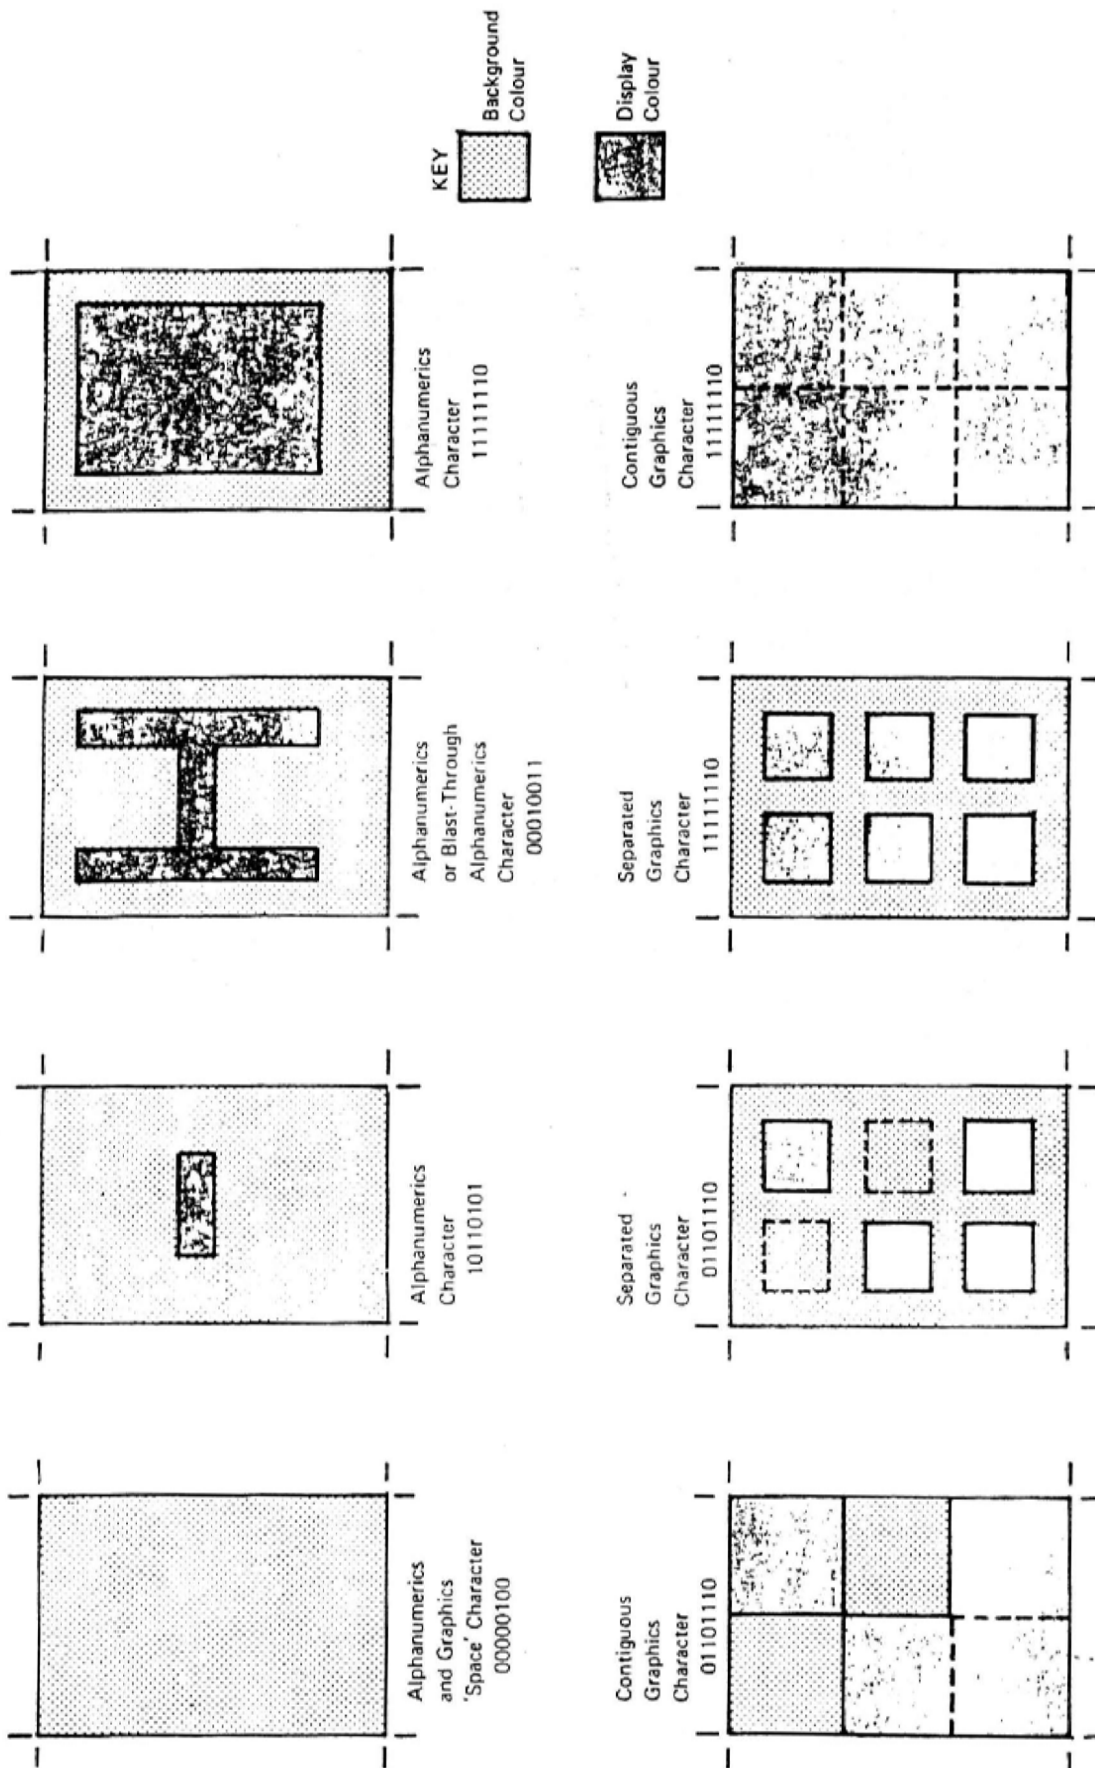 Alphanumerics
and Graphics
'Space' Character
00000100
Alphanumerics
Character
10110101
Alphanumerics
or Blast-Through
Alphanumerics
Character
00010011
Alphanumerics
Character
11111110
KEY
Background
Colour
Display
Colour
Contiguous
Graphics
Character
01101110
Separated
Graphics
Character
01101110
Separated
Graphics
Character
11111110
Contiguous
Graphics
Character
11111110